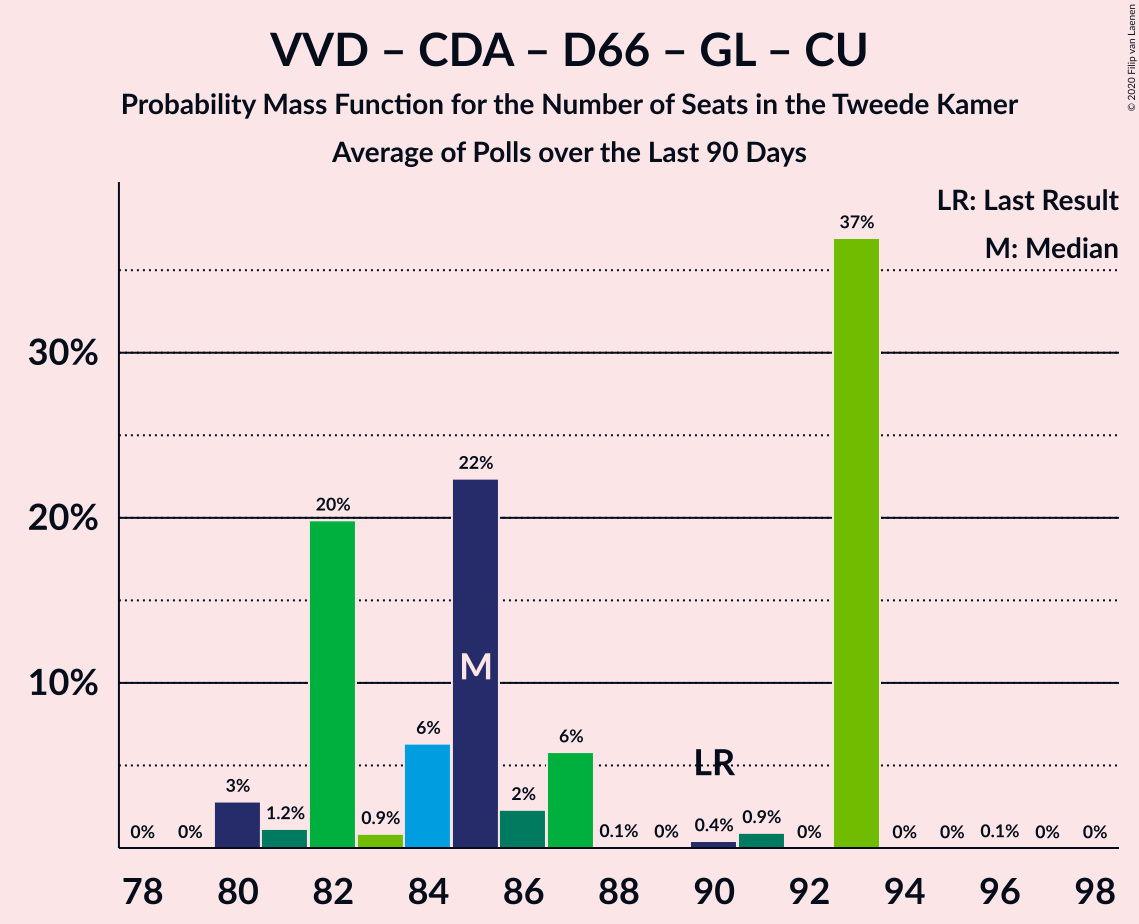 VVD – CDA – D66 – GL – CU
Probability Mass Function for the Number of Seats in the Tweede Kamer
Average of Polls over the Last 90 Days
© 2020 Filip van Laenen
LR: Last Result
M: Median
37%
30%
22%
20%
20%
M
10%
6%
6%
LR
3%
2%
1.2%
0.9%
0.9%
0.4%
0% 0% 0.1% 0% 0% 0% 0% 0.1% 0% 0%
78 80 82 84 86 88 90 92 94 96 98